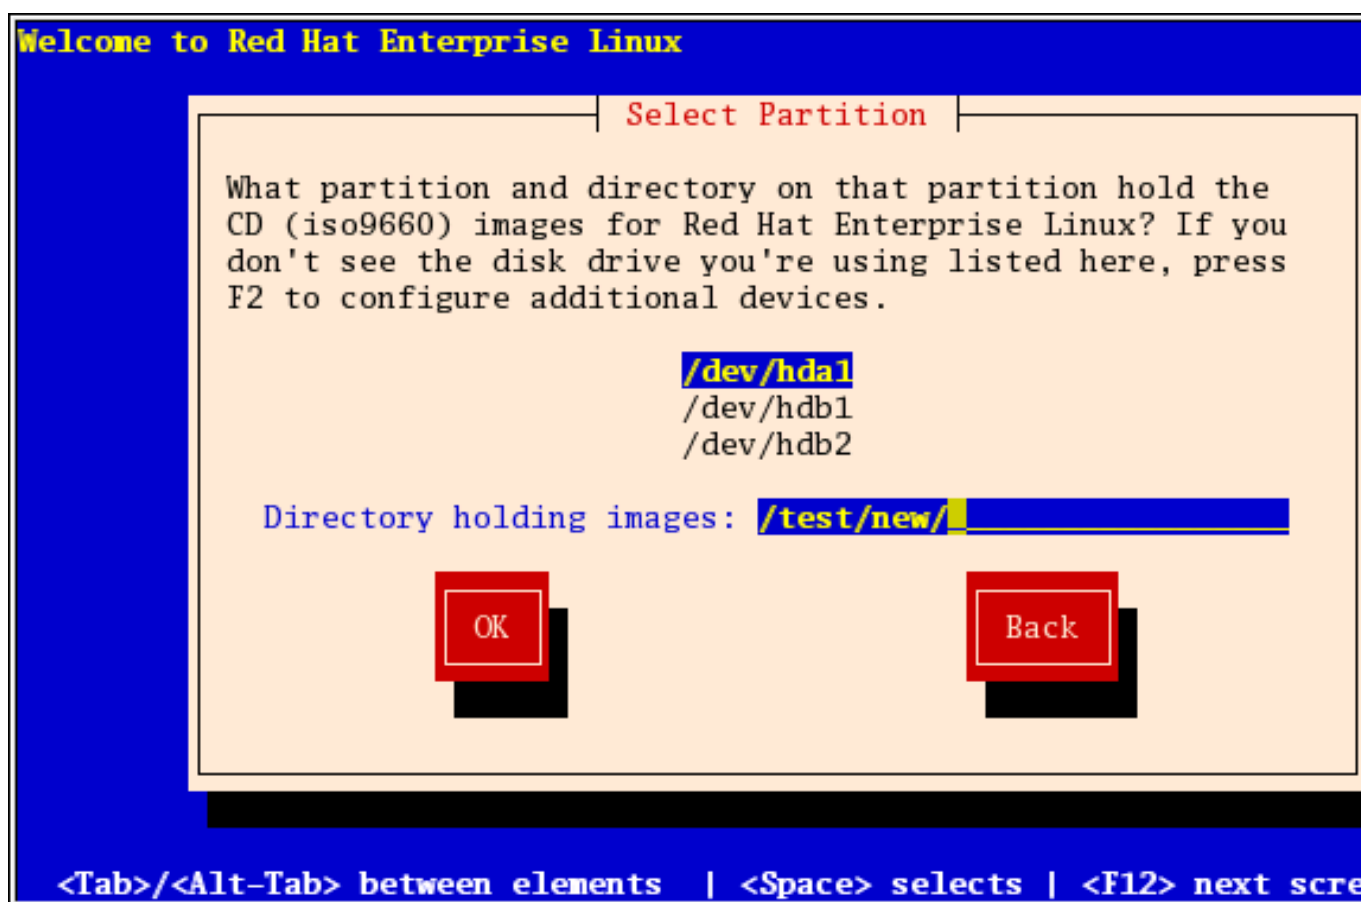 Welcome to Red Hat Enterprise Linux
Select Partition
What partition and directory on that partition hold the
CD (iso9660) images for Red Hat Enterprise Linux? If you
don't see the disk drive you're using listed here, press
F2 to configure additional devices.
/dev/hda1
/dev/hdb1
/dev/hdb2
Directory holding images: /test/new/
OK Back
<Tab>/<Alt-Tab> between elements | <Space> selects | <F12> next scre